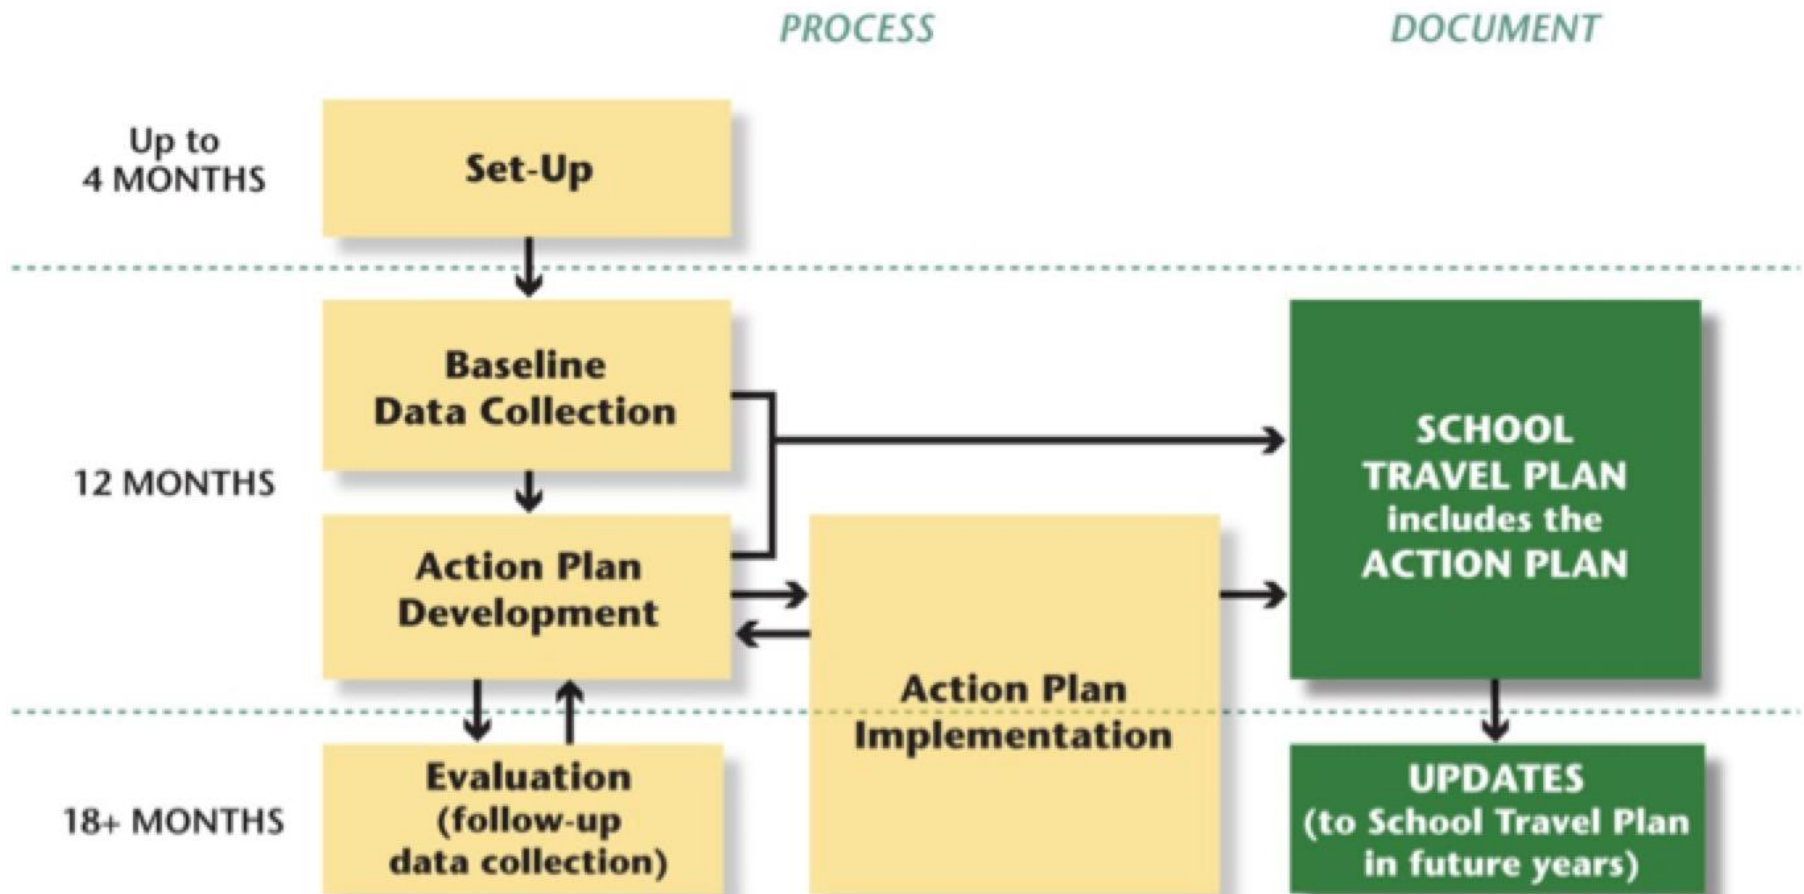 PROCESS
DOCUMENT
Up to
4 MONTHS
Set-Up
12 MONTHS
Baseline
Data Collection
Action Plan
Development
Action Plan
Implementation
SCHOOL
TRAVEL PLAN
includes the
ACTION PLAN
18+ MONTHS
Evaluation
(follow-up
data collection)
UPDATES
(to School Travel Plan
in future years)